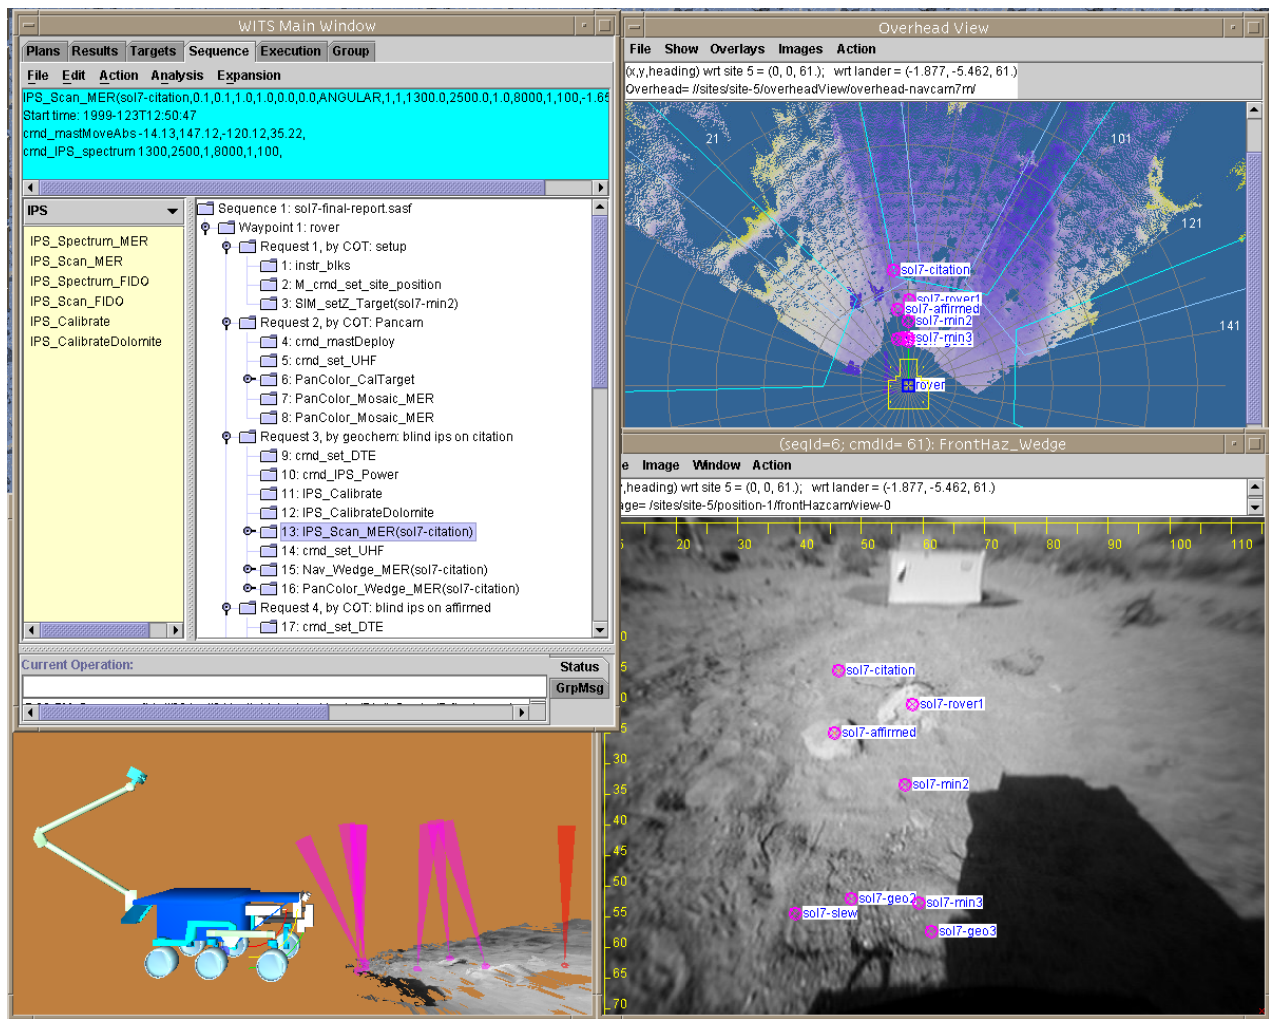 WITS Main Window
Plans Results Targets Sequence Execution Group
File Edit Action Analysis Expansion
IPS_Scan_MER(sol7-citation,0.1,0.1,1.0,1.0,0.0,0.0,ANGULAR,1,1,1300.0,2500.0,1.0,8000,1,100,-1.65
Start time: 1999-123T12:50:47
cmd_mastMoveAbs -14.13,147.12,-120.12,35.22,
cmd_IPS_spectrum 1300,2500,1,8000,1,100,
IPS
IPS_Spectrum_MER
IPS_Scan_MER
IPS_Spectrum_FIDO
IPS_Scan_FIDO
IPS_Calibrate
IPS_CalibrateDolomite
Sequence 1: sol7-final-report.sasf
Waypoint 1: rover
Request 1, by CQT: setup
1: instr_blks
2: M_cmd_set_site_position
3: SIM_setZ_Target(sol7-min2)
Request 2, by CQT: Pancam
4: cmd_mastDeploy
5: cmd_set_UHF
6: PanColor_CalTarget
7: PanColor_Mosaic_MER
8: PanColor_Mosaic_MER
Request 3, by geochem: blind ips on citation
9: cmd_set_DTE
10: cmd_IPS_Power
11: IPS_Calibrate
12: IPS_CalibrateDolomite
13: IPS_Scan_MER(sol7-citation)
14: cmd_set_UHF
15: Nav_Wedge_MER(sol7-citation)
16: PanColor_Wedge_MER(sol7-citation)
Request 4, by CQT: blind ips on affirmed
17: cmd_set_DTE
Current Operation:
Status
GrpMsg
Overhead View
File Show Overlays Images Action
(x,y,heading) wrt site 5 = (0, 0, 61.); wrt lander = (-1.877, -5.462, 61.)
Overhead= //sites/site-5/overheadView/overhead-navcam7m/
21
101
121
141
sol7-citation
sol7-rover1
sol7-affirmed
sol7-min2
sol7-min3
rover
(seqId=6; cmdId= 61): FrontHaz_Wedge
e Image Window Action
,heading) wrt site 5 = (0, 0, 61.); wrt lander = (-1.877, -5.462, 61.)
age= /sites/site-5/position-1/frontHazcam/view-0
5 10 20 30 40 50 60 70 80 90 100 110
0
5
0
15
20
25
-30
-35
-40
-45
-50
-55
-60
-65
-70
sol7-citation
sol7-rover1
sol7-affirmed
sol7-min2
sol7-geo2
sol7-min3
sol7-slew
sol7-geo3